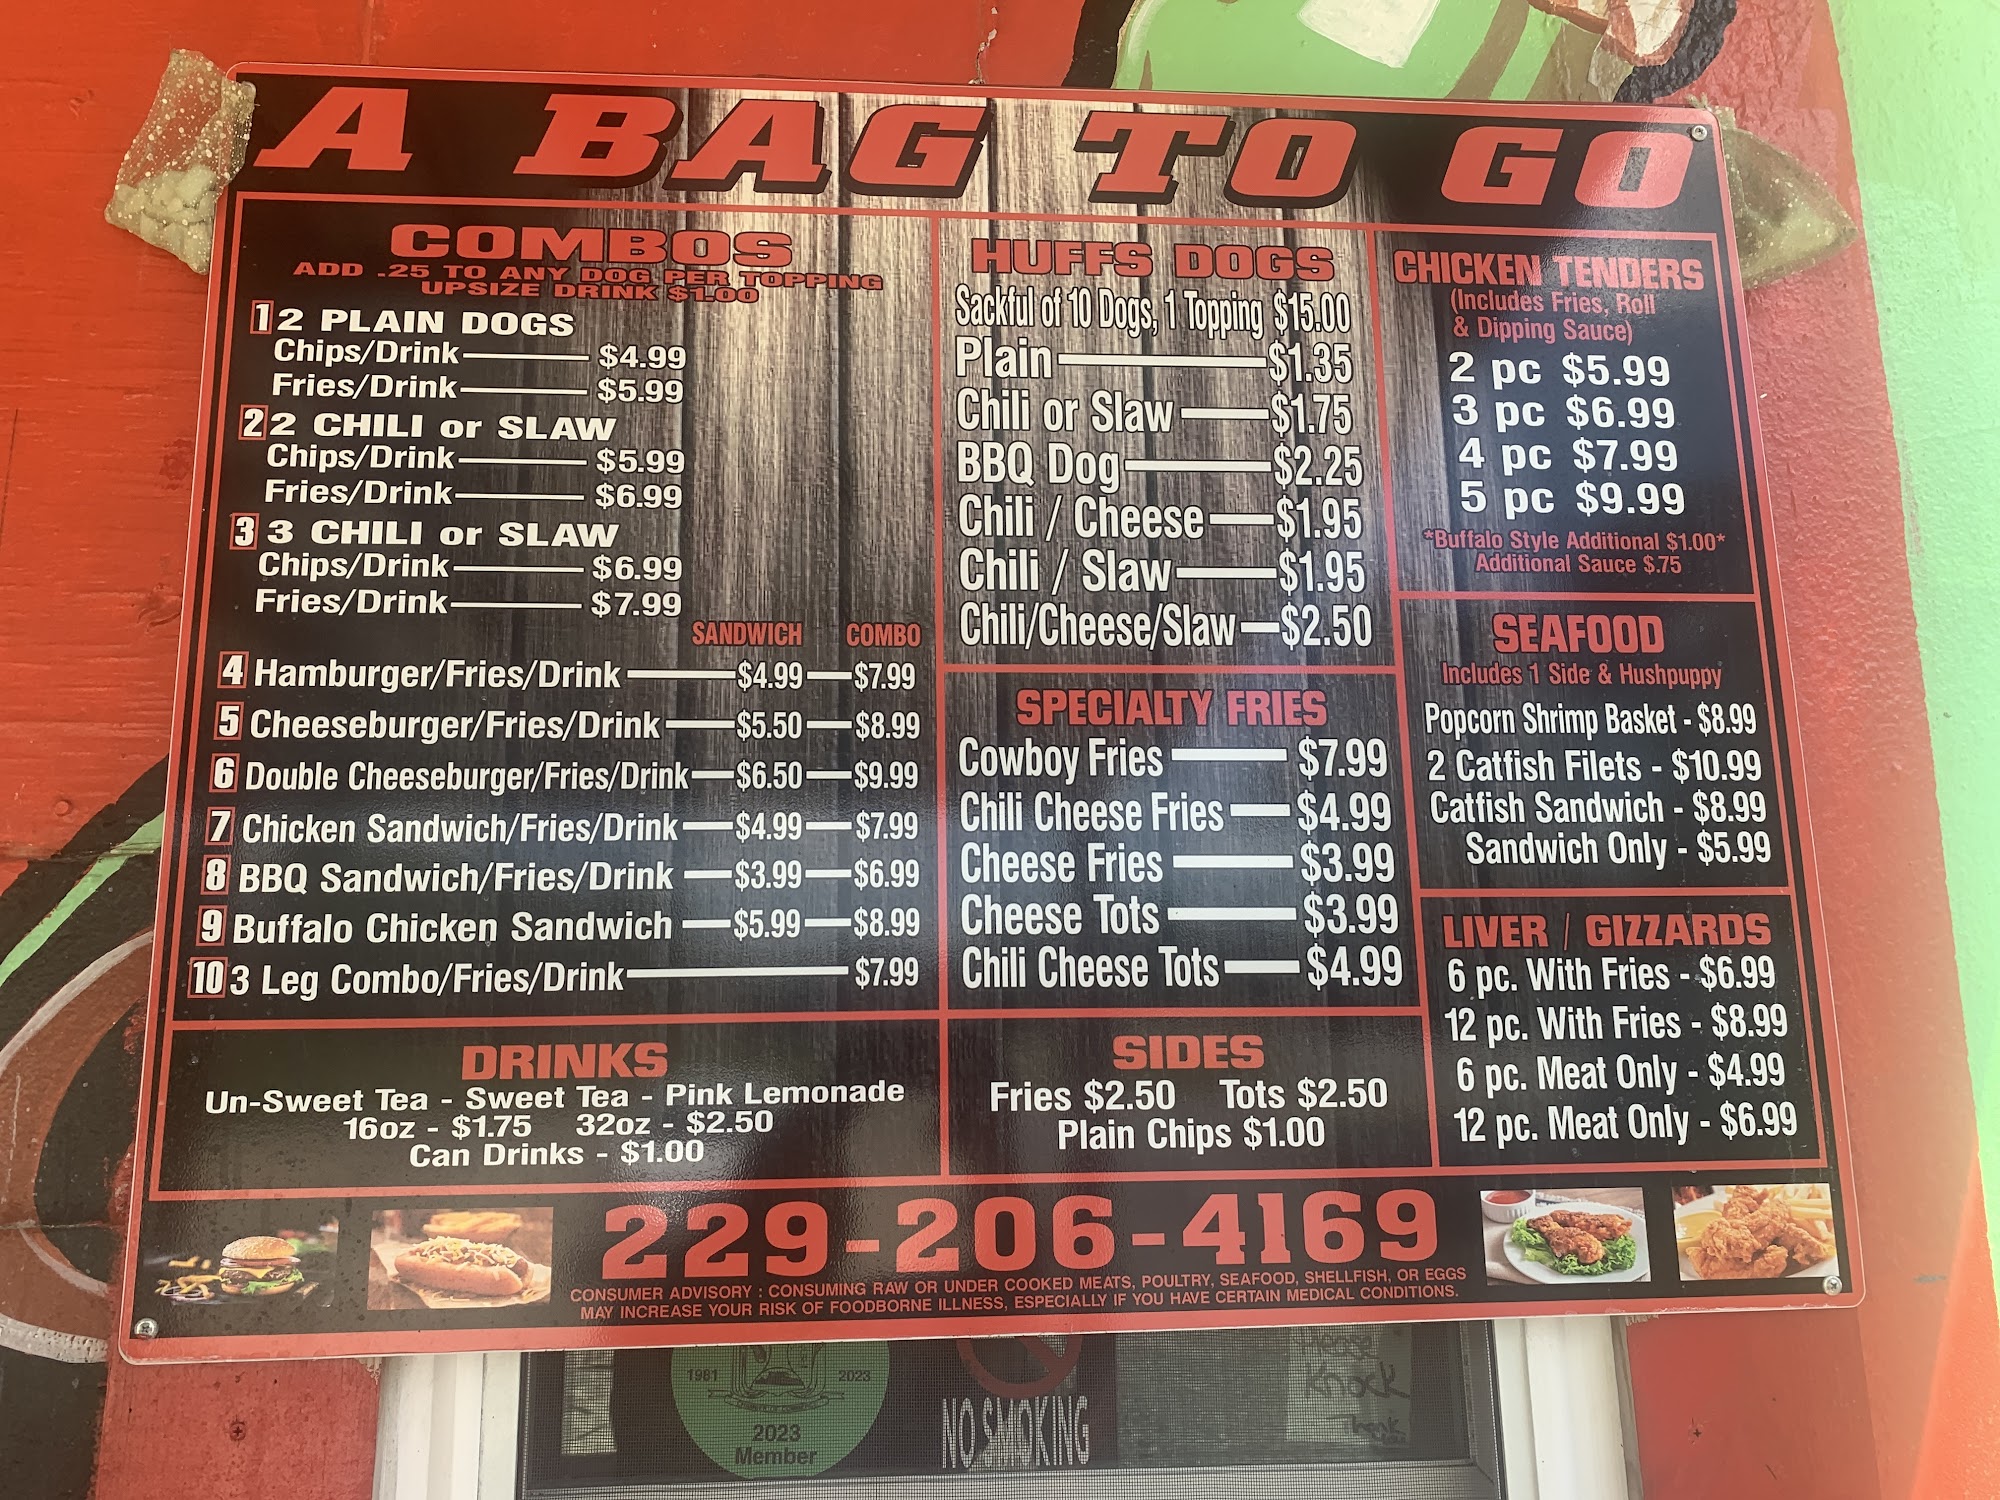 A BAG TO GO
COMBOS
ADD .25 TO ANY DOG PER TOPPING
UPSIZE DRINK $1.00
1 2 PLAIN DOGS
Chips/Drink $4.99
Fries/Drink $5.99
2 2 CHILI or SLAW
Chips/Drink $5.99
Fries/Drink $6.99
3 3 CHILI or SLAW
Chips/Drink $6.99
Fries/Drink $7.99
SANDWICH COMBO
4 Hamburger/Fries/Drink $4.99 $7.99
5 Cheeseburger/Fries/Drink $5.50 $8.99
6 Double Cheeseburger/Fries/Drink $6.50 $9.99
7 Chicken Sandwich/Fries/Drink $4.99 $7.99
8 BBQ Sandwich/Fries/Drink $3.99 $6.99
9 Buffalo Chicken Sandwich $5.99 $8.99
10 3 Leg Combo/Fries/Drink $7.99
DRINKS
Un-Sweet Tea - Sweet Tea - Pink Lemonade
16oz - $1.75 32oz - $2.50
Can Drinks - $1.00
HUFFS DOGS
Sackful of 10 Dogs, 1 Topping $15.00
Plain $1.35
Chili or Slaw $1.75
BBQ Dog $2.25
Chili / Cheese $1.95
Chili / Slaw $1.95
Chili/Cheese/Slaw $2.50
SPECIALTY FRIES
Cowboy Fries $7.99
Chili Cheese Fries $4.99
Cheese Fries $3.99
Cheese Tots $3.99
Chili Cheese Tots $4.99
SIDES
Fries $2.50 Tots $2.50
Plain Chips $1.00
CHICKEN TENDERS
(Includes Fries, Roll
& Dipping Sauce)
2 pc $5.99
3 pc $6.99
4 pc $7.99
5 pc $9.99
*Buffalo Style Additional $1.00*
Additional Sauce $.75
SEAFOOD
Includes 1 Side & Hushpuppy
Popcorn Shrimp Basket - $8.99
2 Catfish Filets - $10.99
Catfish Sandwich - $8.99
Sandwich Only - $5.99
LIVER / GIZZARDS
6 pc. With Fries - $6.99
12 pc. With Fries - $8.99
6 pc. Meat Only - $4.99
12 pc. Meat Only - $6.99
229-206-4169
CONSUMER ADVISORY : CONSUMING RAW OR UNDER COOKED MEATS, POULTRY, SEAFOOD, SHELLFISH, OR EGGS
MAY INCREASE YOUR RISK OF FOODBORNE ILLNESS, ESPECIALLY IF YOU HAVE CERTAIN MEDICAL CONDITIONS.
1981 2023
2023
Member
NO SMOKING
Please
Knock